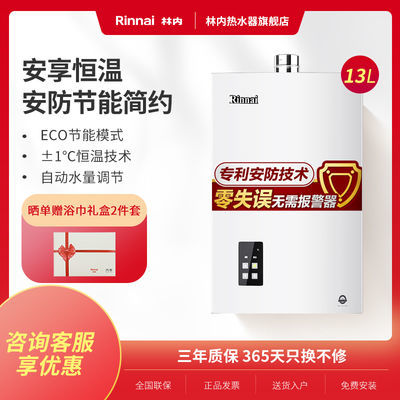 Rinnai 林内
林内热水器旗舰店
安享恒温
安防节能简约
ECO节能模式
±1℃恒温技术
自动水量调节
晒单赠浴巾礼盒2件套
13L
Rinnai
专利安防技术
零失误无需报警器
咨询客服
享优惠
三年质保 365天只换不修
全国联保
正品保障
厂家发货
送货入户
免费安装